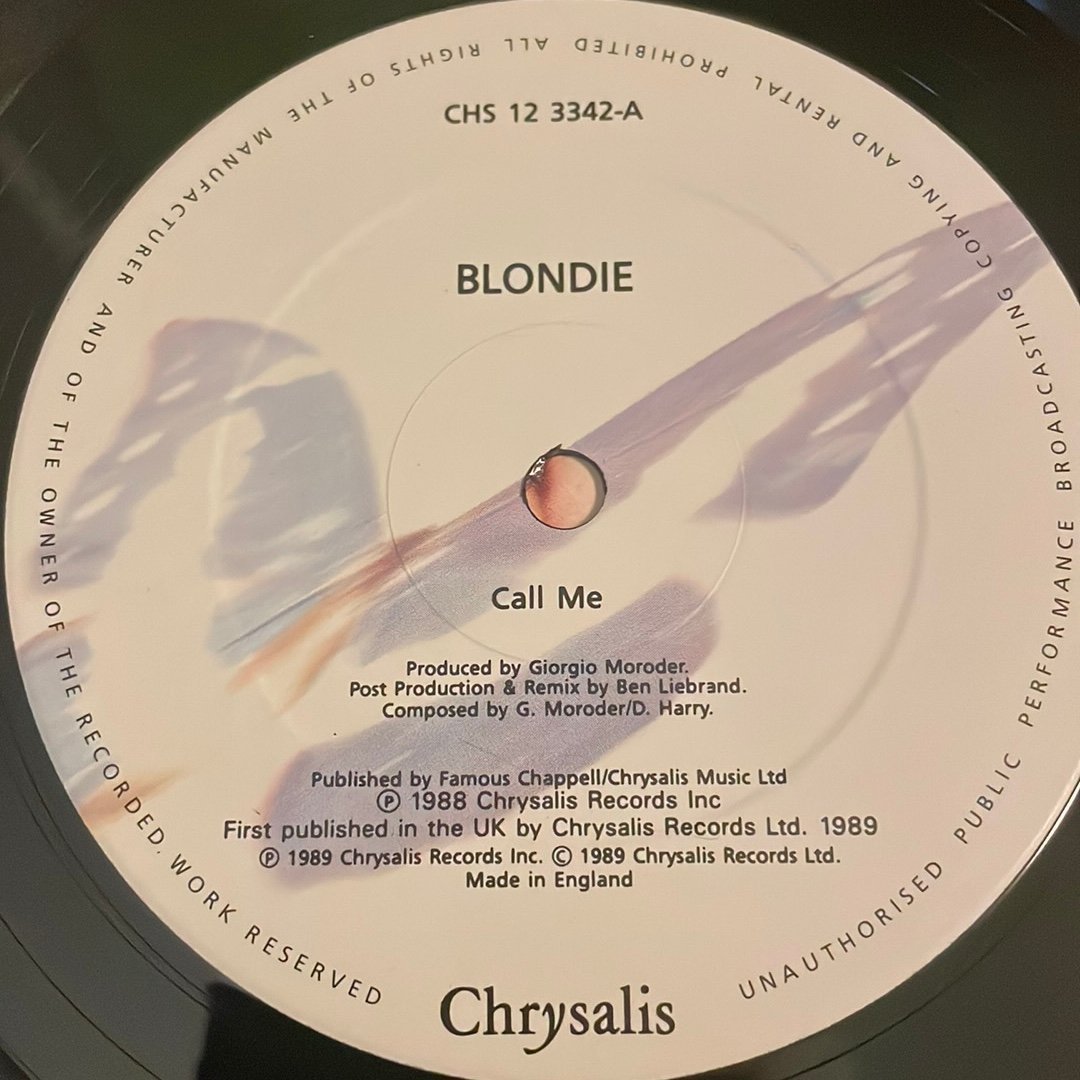 CHS 12 3342-A
BLONDIE
Call Me
Produced by Giorgio Moroder.
Post Production & Remix by Ben Liebrand.
Composed by G. Moroder/D. Harry.
Published by Famous Chappell/Chrysalis Music Ltd
℗ 1988 Chrysalis Records Inc
First published in the UK by Chrysalis Records Ltd. 1989
℗ 1989 Chrysalis Records Inc. © 1989 Chrysalis Records Ltd.
Made in England
Chrysalis
UNAUTHORISED PUBLIC PERFORMANCE BROADCASTING COPYING AND RENTAL PROHIBITED ALL RIGHTS OF THE MANUFACTURER AND OF THE OWNER OF THE RECORDED. WORK RESERVED